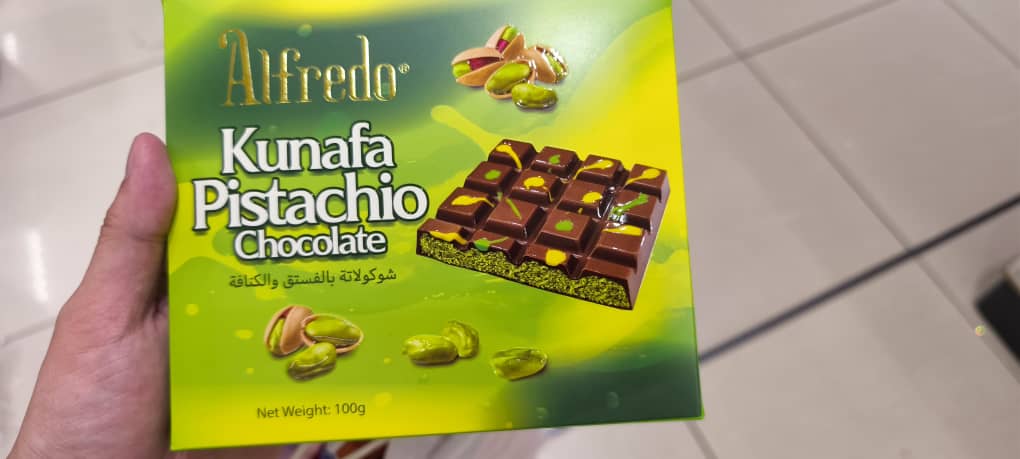 Alfredo®
Kunafa
Pistachio
Chocolate
شوكولاتة بالفستق والكنافة
Net Weight: 100g